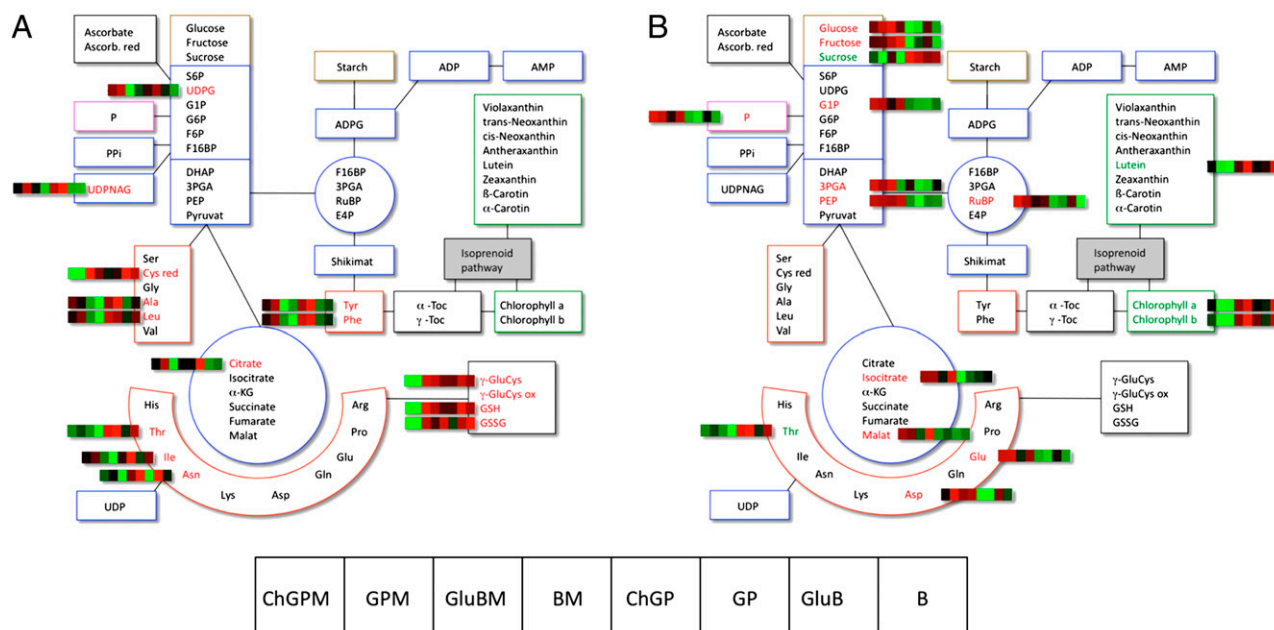 A
Ascorbate
Ascorb. red
Glucose
Fructose
Sucrose
S6P
UDPG
G1P
G6P
F6P
F16BP
P
PPi
UDPNAG
DHAP
3PGA
PEP
Pyruvat
Starch
ADP
AMP
ADPG
F16BP
3PGA
RuBP
E4P
Shikimat
Violaxanthin
trans-Neoxanthin
cis-Neoxanthin
Antheraxanthin
Lutein
Zeaxanthin
ß-Carotin
α-Carotin
Isoprenoid
pathway
Ser
Cys red
Gly
Ala
Leu
Val
Tyr
Phe
α -Toc
γ -Toc
Chlorophyll a
Chlorophyll b
Citrate
Isocitrate
α-KG
Succinate
Fumarate
Malat
His
Thr
Ile
Asn
Lys
Asp
Gln
Glu
Pro
Arg
γ-GluCys
γ-GluCys ox
GSH
GSSG
UDP
B
Ascorbate
Ascorb. red
Glucose
Fructose
Sucrose
S6P
UDPG
G1P
G6P
F6P
F16BP
P
PPi
UDPNAG
DHAP
3PGA
PEP
Pyruvat
Starch
ADP
AMP
ADPG
F16BP
3PGA
RuBP
E4P
Shikimat
Violaxanthin
trans-Neoxanthin
cis-Neoxanthin
Antheraxanthin
Lutein
Zeaxanthin
ß-Carotin
α-Carotin
Isoprenoid
pathway
Ser
Cys red
Gly
Ala
Leu
Val
Tyr
Phe
α -Toc
γ -Toc
Chlorophyll a
Chlorophyll b
Citrate
Isocitrate
α-KG
Succinate
Fumarate
Malat
His
Thr
Ile
Asn
Lys
Asp
Gln
Glu
Pro
Arg
γ-GluCys
γ-GluCys ox
GSH
GSSG
UDP
ChGPM GPM GluBM BM ChGP GP GluB B